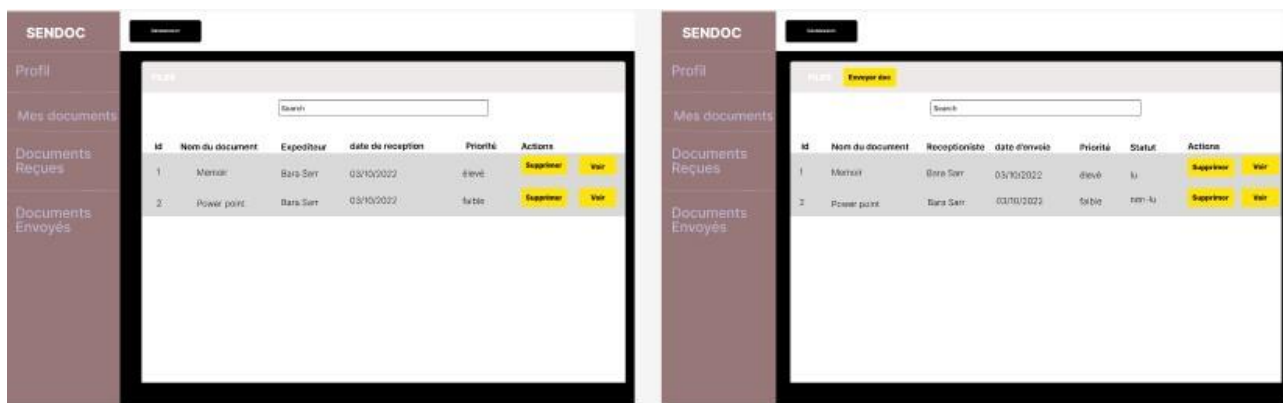 SENDOC
Profil
Mes documents
Documents
Reçues
Documents
Envoyés
FILES
Search
id Nom du document Expediteur date de reception Priorité Actions
1 Memoir Bara Sarr 03/10/2022 élevé Supprimer Voir
2 Power point Bara Sarr 03/10/2022 faible Supprimer Voir
SENDOC
Profil
Mes documents
Documents
Reçues
Documents
Envoyés
FILES Envoyer doc
Search
id Nom du document Receptioniste date d'envoie Priorité Statut Actions
1 Memoir Bara Sarr 03/10/2022 élevé lu Supprimer Voir
2 Power point Bara Sarr 03/10/2022 faible non-lu Supprimer Voir